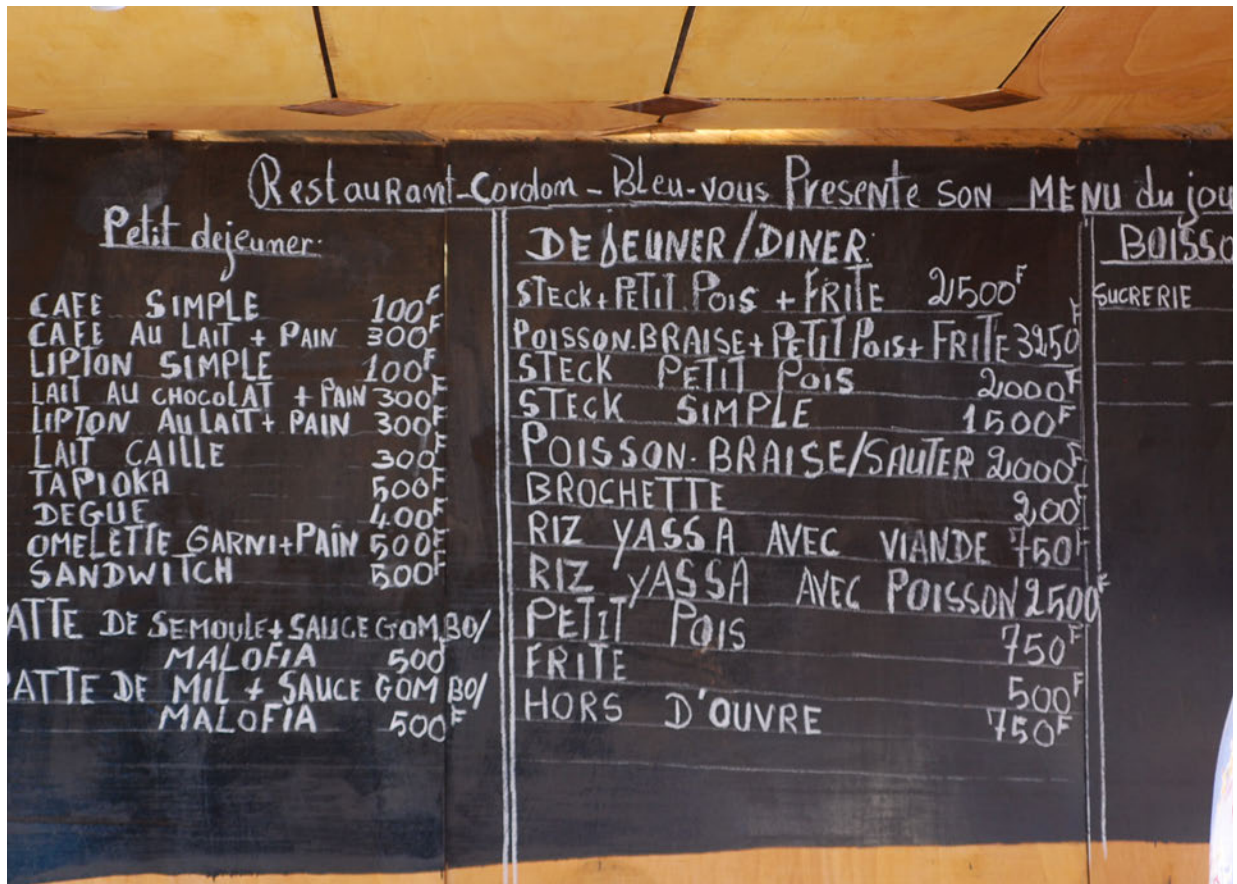 Restaurant-Cordom-Bleu-vous Presente SON MENU du jou
Petit dejeuner.
CAFE SIMPLE 100F
CAFE AU LAIT + PAIN 300F
LIPTON SIMPLE 100F
LAIT AU CHOCOLAT + PAIN 300F
LIPTON AU LAIT + PAIN 300F
LAIT CAILLE 300F
TAPIOKA 500F
DEGUE 400F
OMELETTE GARNI+PAIN 500F
SANDWITCH 500F
PATTE DE SEMOULE+SAUCE GOMBO/
MALOFIA 500F
PATTE DE MIL + SAUCE GOMBO/
MALOFIA 500F
DEJEUNER/DINER:
STECK+PETIT POIS + FRITE 2500F
POISSON.BRAISE+PETIT Pois+FRITE 3250F
STECK PETIT POIS 2000F
STECK SIMPLE 1500F
POISSON.BRAISE/SAUTER 2000F
BROCHETTE 200F
RIZ YASSA AVEC VIANDE 750F
RIZ YASSA AVEC POISSON 2500F
PETIT POIS 750F
FRITE 500F
HORS D'OUVRE 750F
BOISSO
SUCRERIE